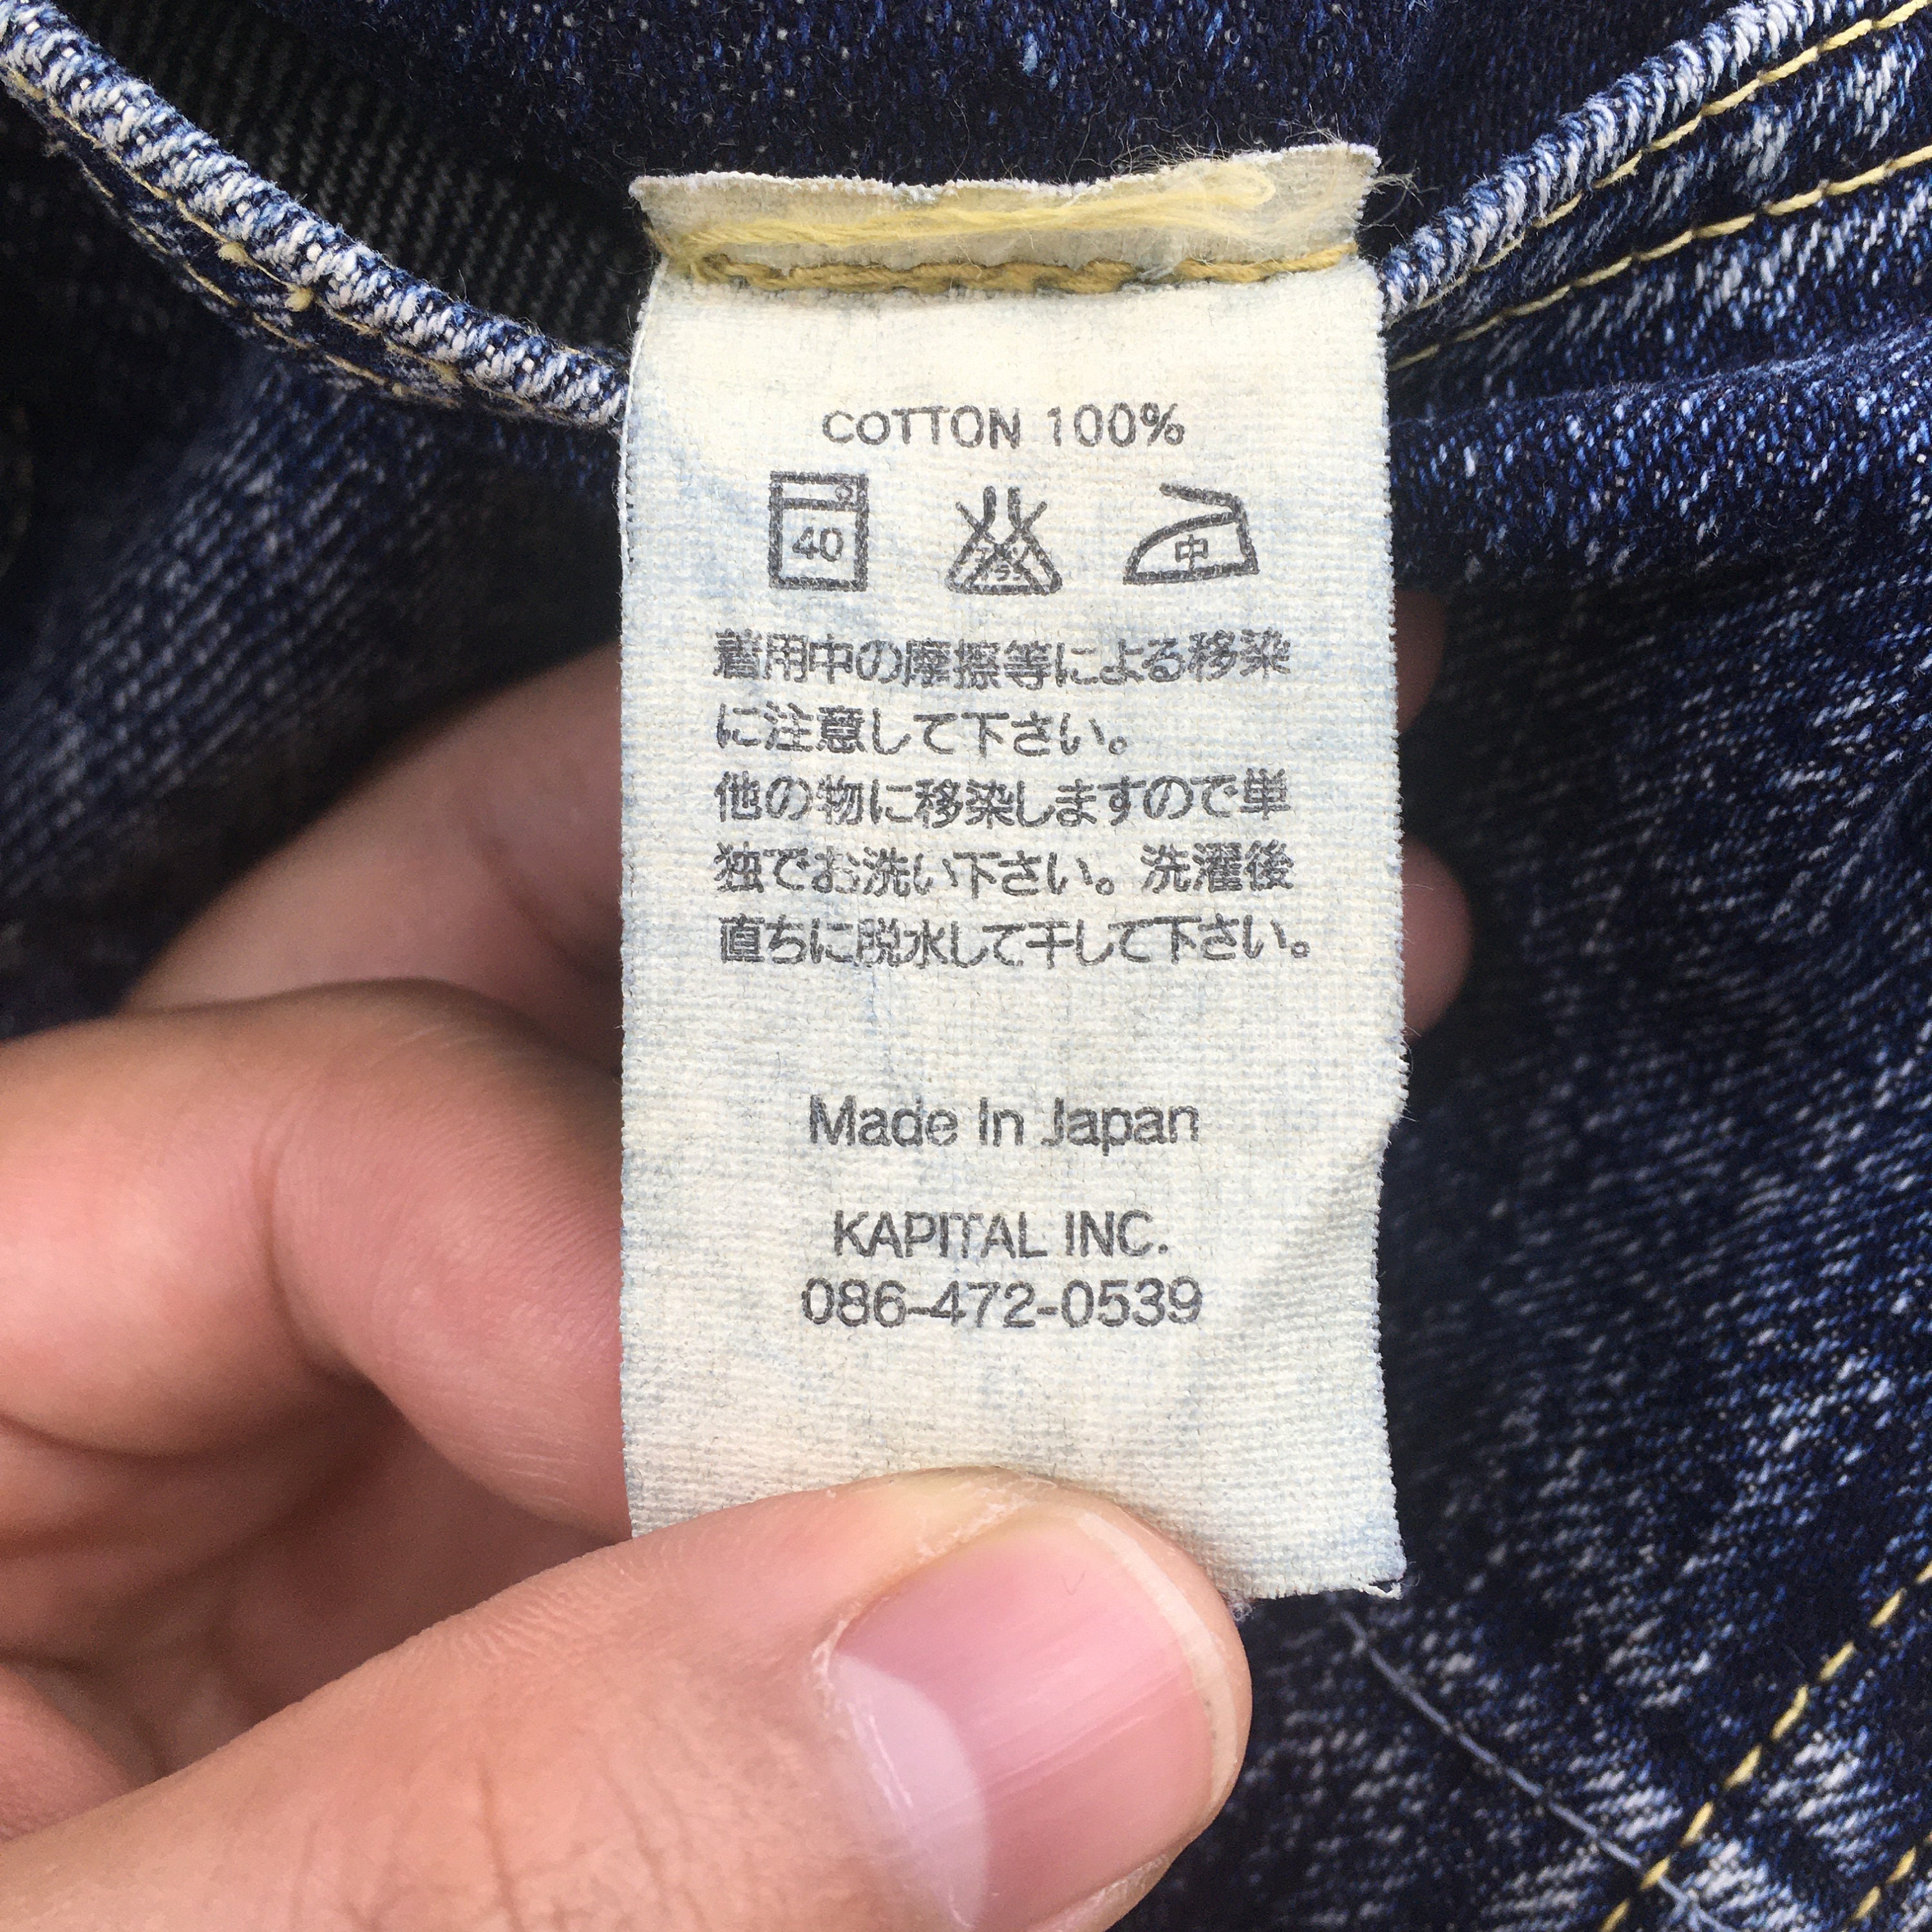 COTTON 100%
40 中
着用中の摩擦等による移染
に注意して下さい。
他の物に移染しますので単
独でお洗い下さい。洗濯後
直ちに脱水して干して下さい。
Made In Japan
KAPITAL INC.
086-472-0539